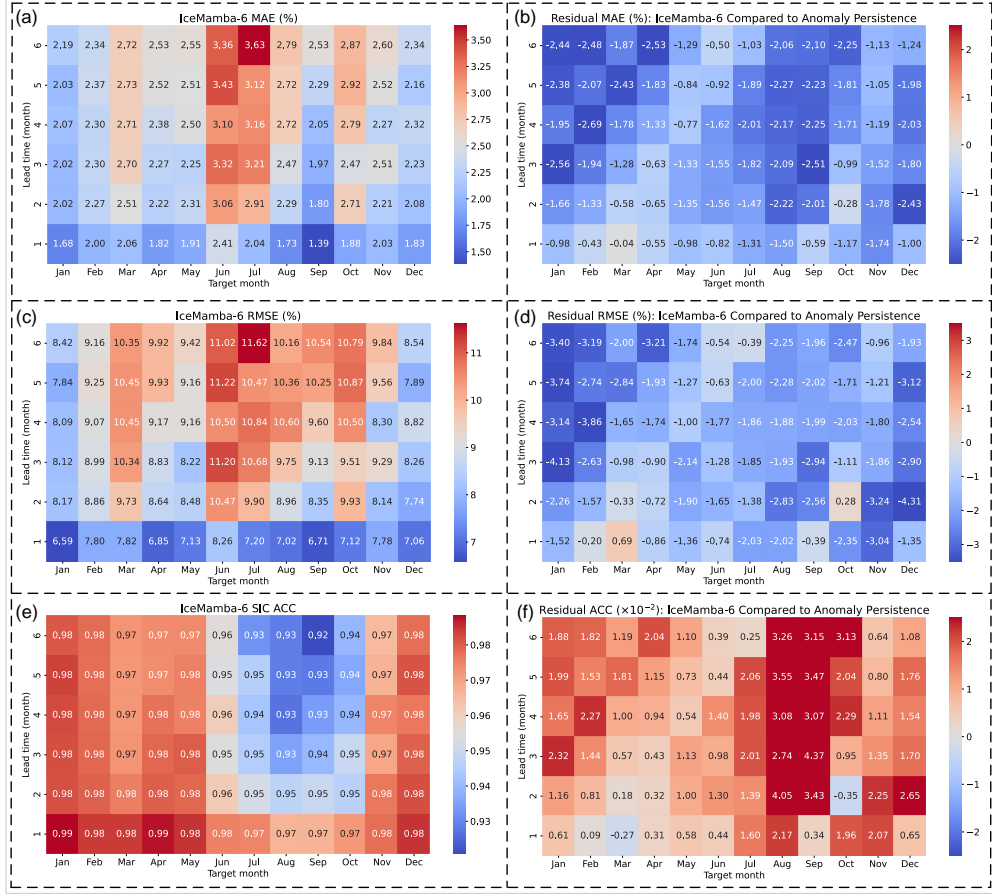 (a)
IceMamba-6 MAE (%)
Lead time (month)
6 2.19 2.34 2.72 2.53 2.55 3.36 3.63 2.79 2.53 2.87 2.60 2.34
5 2.03 2.37 2.73 2.52 2.51 3.43 3.12 2.72 2.29 2.92 2.52 2.16
4 2.07 2.30 2.71 2.38 2.50 3.10 3.16 2.72 2.05 2.79 2.27 2.32
3 2.02 2.30 2.70 2.27 2.25 3.32 3.21 2.47 1.97 2.47 2.51 2.23
2 2.02 2.27 2.51 2.22 2.31 3.06 2.91 2.29 1.80 2.71 2.21 2.08
1 1.68 2.00 2.06 1.82 1.91 2.41 2.04 1.73 1.39 1.88 2.03 1.83
Jan Feb Mar Apr May Jun Jul Aug Sep Oct Nov Dec
Target month
3.50
3.25
3.00
2.75
2.50
2.25
2.00
1.75
1.50
(b)
Residual MAE (%): IceMamba-6 Compared to Anomaly Persistence
Lead time (month)
6 -2.44 -2.48 -1.87 -2.53 -1.29 -0.50 -1.03 -2.06 -2.10 -2.25 -1.13 -1.24
5 -2.38 -2.07 -2.43 -1.83 -0.84 -0.92 -1.89 -2.27 -2.26 -1.81 -1.05 -1.98
4 -1.95 -2.69 -1.78 -1.33 -0.77 -1.62 -2.01 -2.17 -2.25 -1.71 -1.19 -2.03
3 -2.56 -1.94 -1.28 -0.63 -1.33 -1.55 -1.82 -2.09 -2.51 -0.99 -1.52 -1.80
2 -1.66 -1.33 -0.58 -0.65 -1.35 -1.56 -1.47 -2.22 -2.01 -0.28 -1.78 -2.43
1 -0.98 -0.43 -0.04 -0.55 -0.98 -0.82 -1.31 -1.50 -0.59 -1.17 -1.74 -1.00
Jan Feb Mar Apr May Jun Jul Aug Sep Oct Nov Dec
Target month
2
1
0
−1
−2
(c)
IceMamba-6 RMSE (%)
Lead time (month)
6 8.42 9.16 10.35 9.92 9.42 11.02 11.62 10.16 10.54 10.79 9.84 8.54
5 7.84 9.25 10.45 9.93 9.16 11.22 10.47 10.36 10.25 10.87 9.56 7.89
4 8.09 9.07 10.45 9.17 9.16 10.50 10.84 10.60 9.60 10.50 8.30 8.82
3 8.12 8.99 10.34 8.83 8.22 11.20 10.68 9.75 9.13 9.51 9.29 8.26
2 8.17 8.86 9.73 8.64 8.48 10.47 9.90 8.96 8.35 9.93 8.14 7.74
1 6.59 7.80 7.82 6.85 7.13 8.26 7.20 7.02 6.71 7.12 7.78 7.06
Jan Feb Mar Apr May Jun Jul Aug Sep Oct Nov Dec
Target month
11
10
9
8
7
(d)
Residual RMSE (%): IceMamba-6 Compared to Anomaly Persistence
Lead time (month)
6 -3.40 -3.19 -2.00 -3.21 -1.74 -0.54 -0.39 -2.25 -1.96 -2.47 -0.96 -1.93
5 -3.74 -2.74 -2.84 -1.93 -1.27 -0.63 -2.00 -2.28 -2.02 -1.71 -1.21 -3.12
4 -3.14 -3.86 -1.65 -1.74 -1.00 -1.77 -1.86 -1.88 -1.99 -2.03 -1.80 -2.54
3 -4.13 -2.63 -0.98 -0.90 -2.14 -1.28 -1.85 -1.93 -2.94 -1.11 -1.86 -2.90
2 -2.26 -1.57 -0.33 -0.72 -1.90 -1.65 -1.38 -2.83 -2.56 0.28 -3.24 -4.31
1 -1.52 -0.20 0.69 -0.86 -1.36 -0.74 -2.03 -2.02 -0.39 -2.35 -3.04 -1.35
Jan Feb Mar Apr May Jun Jul Aug Sep Oct Nov Dec
Target month
3
2
1
0
−1
−2
−3
(e)
IceMamba-6 SIC ACC
Lead time (month)
6 0.98 0.98 0.97 0.97 0.97 0.96 0.93 0.93 0.92 0.94 0.97 0.98
5 0.98 0.98 0.97 0.97 0.98 0.95 0.95 0.93 0.93 0.94 0.97 0.98
4 0.98 0.98 0.97 0.98 0.98 0.96 0.94 0.93 0.93 0.94 0.97 0.98
3 0.98 0.98 0.97 0.98 0.98 0.95 0.95 0.93 0.94 0.95 0.97 0.98
2 0.98 0.98 0.97 0.98 0.98 0.96 0.95 0.95 0.95 0.95 0.98 0.98
1 0.99 0.98 0.98 0.99 0.98 0.98 0.97 0.97 0.97 0.97 0.98 0.98
Jan Feb Mar Apr May Jun Jul Aug Sep Oct Nov Dec
Target month
0.98
0.97
0.96
0.95
0.94
0.93
(f)
Residual ACC (×10−2): IceMamba-6 Compared to Anomaly Persistence
Lead time (month)
6 1.88 1.82 1.19 2.04 1.10 0.39 0.25 3.26 3.15 3.13 0.64 1.08
5 1.99 1.53 1.81 1.15 0.73 0.44 2.06 3.55 3.47 2.04 0.80 1.76
4 1.65 2.27 1.00 0.94 0.54 1.40 1.98 3.08 3.07 2.29 1.11 1.54
3 2.32 1.44 0.57 0.43 1.13 0.98 2.01 2.74 4.37 0.95 1.35 1.70
2 1.16 0.81 0.18 0.32 1.00 1.30 1.39 4.05 3.43 -0.35 2.25 2.65
1 0.61 0.09 -0.27 0.31 0.58 0.44 1.60 2.17 0.34 1.96 2.07 0.65
Jan Feb Mar Apr May Jun Jul Aug Sep Oct Nov Dec
Target month
2
1
0
−1
−2